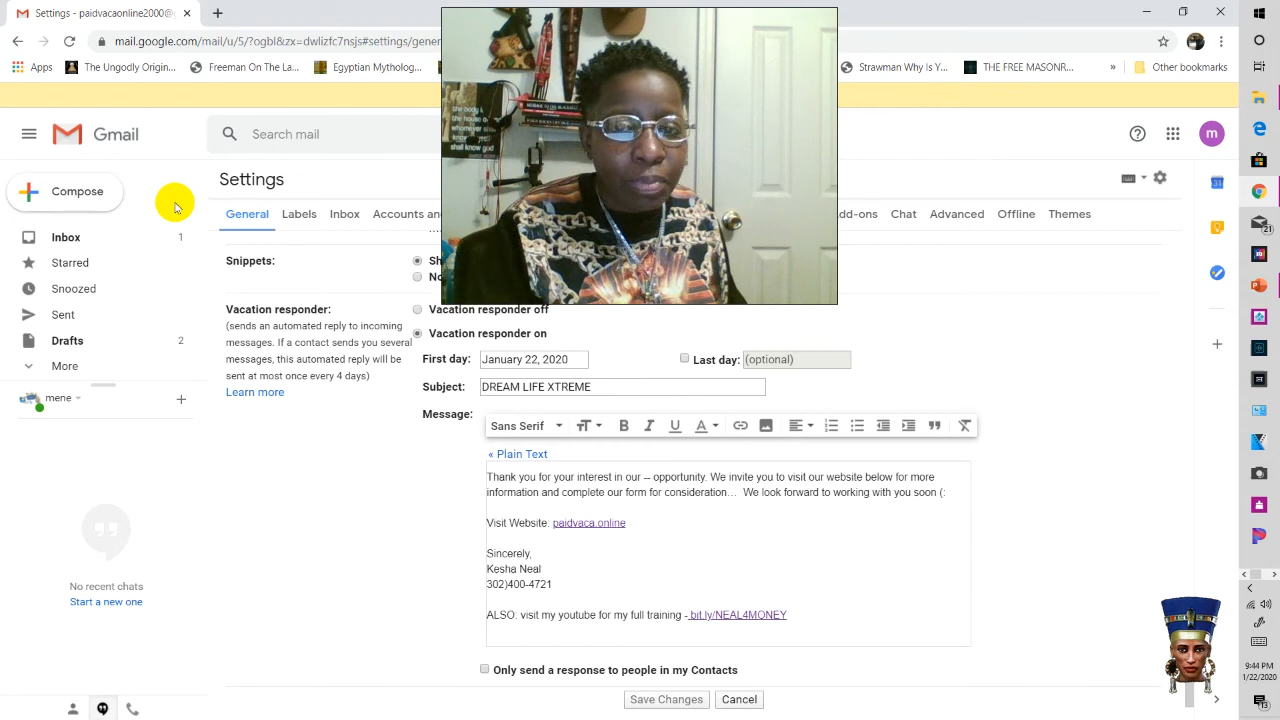 Settings - paidvaca2000online@
mail.google.com/mail/u/5/?ogbl&zx=dwlizfc7nsjq#settings/gener
Apps
The Ungodly Origin...
Freeman On La La...
Egyptian Mytholog...
Strawman Why Is Y...
THE FREE MASONR...
»
Other bookmarks
Gmail
Search mail
m
Compose
Settings
General Labels Inbox Accounts an
dd-ons Chat Advanced Offline Themes
Inbox 1
Starred
Snoozed
Sent
Drafts 2
More
mene
No recent chats
Start a new one
Snippets:
Sh
No
Vacation responder:
(sends an automated reply to incoming
messages. If a contact sends you several
messages, this automated reply will be
sent at most once every 4 days)
Learn more
Vacation responder off
Vacation responder on
First day: January 22, 2020 Last day: (optional)
Subject: DREAM LIFE XTREME
Message:
Sans Serif
« Plain Text
Thank you for your interest in our -- opportunity. We invite you to visit our website below for more
information and complete our form for consideration… We look forward to working with you soon (:
Visit Website: paidvaca.online
Sincerely,
Kesha Neal
302)400-4721
ALSO: visit my youtube for my full training - bit.ly/NEAL4MONEY
Only send a response to people in my Contacts
Save Changes Cancel
21
9:44 PM
1/22/2020
13